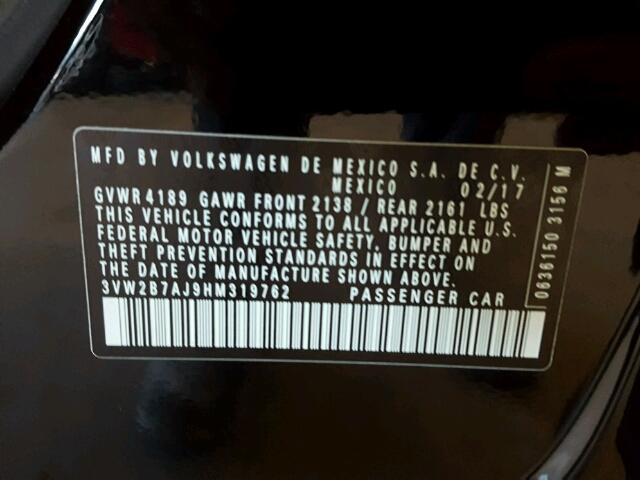 MFD BY VOLKSWAGEN DE MEXICO S.A. DE C.V.
MEXICO 02/17
GVWR 4189 GAWR FRONT 2138 / REAR 2161 LBS
THIS VEHICLE CONFORMS TO ALL APPLICABLE U.S.
FEDERAL MOTOR VEHICLE SAFETY, BUMPER AND
THEFT PREVENTION STANDARDS IN EFFECT ON
THE DATE OF MANUFACTURE SHOWN ABOVE.
3VW2B7AJ9HM319762 PASSENGER CAR
0636150 3156 M